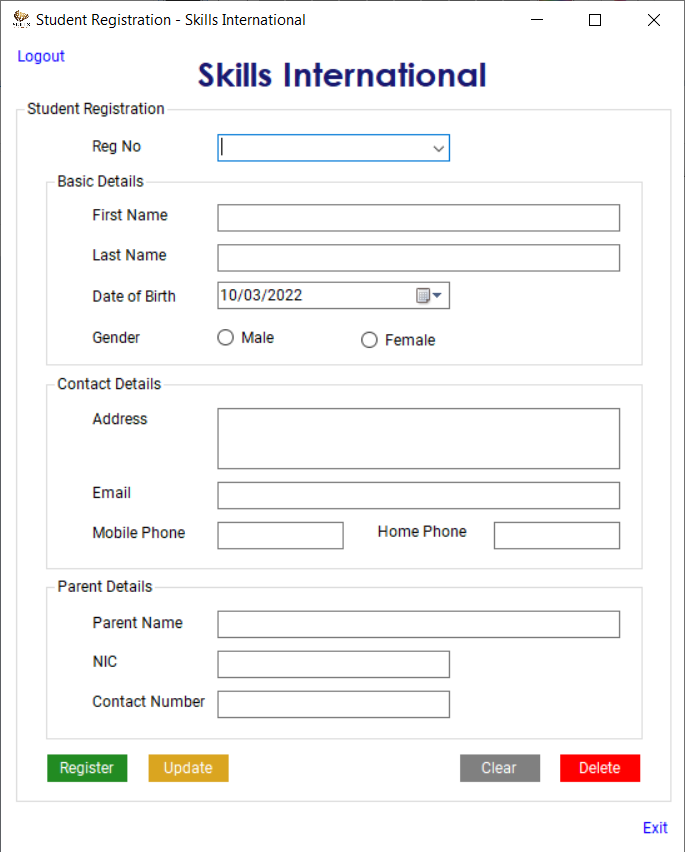 Student Registration - Skills International
Logout
Skills International
Student Registration
Reg No
Basic Details
First Name
Last Name
Date of Birth 10/03/2022
Gender Male Female
Contact Details
Address
Email
Mobile Phone Home Phone
Parent Details
Parent Name
NIC
Contact Number
Register Update Clear Delete
Exit